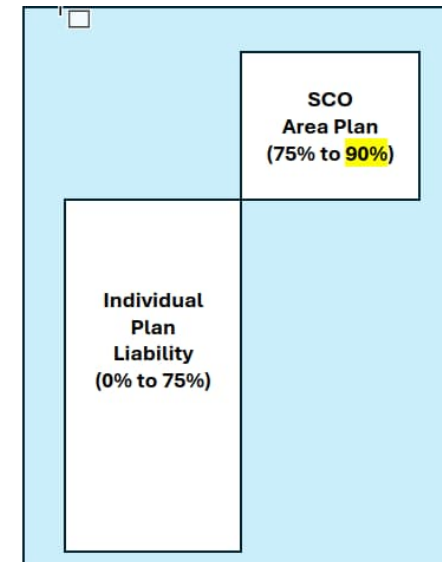 SCO
Area Plan
(75% to 90%)
Individual
Plan
Liability
(0% to 75%)